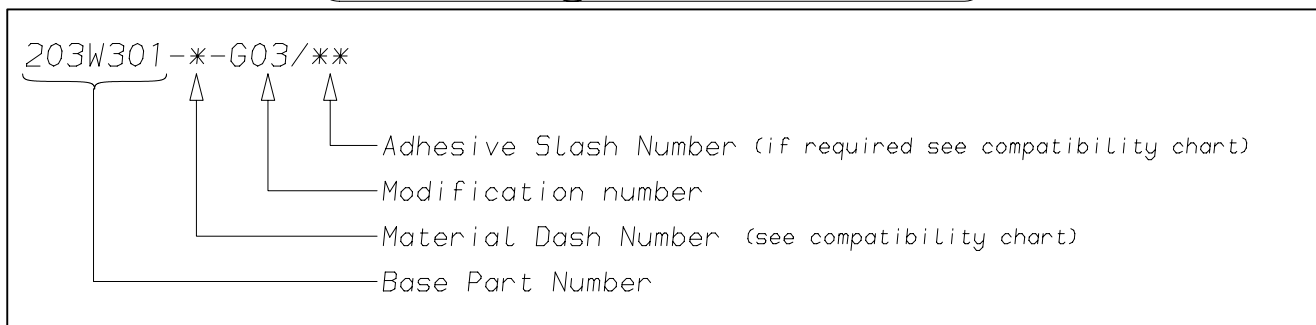 203W301-*-G03/**
Adhesive Slash Number (if required see compatibility chart)
Modification number
Material Dash Number (see compatibility chart)
Base Part Number